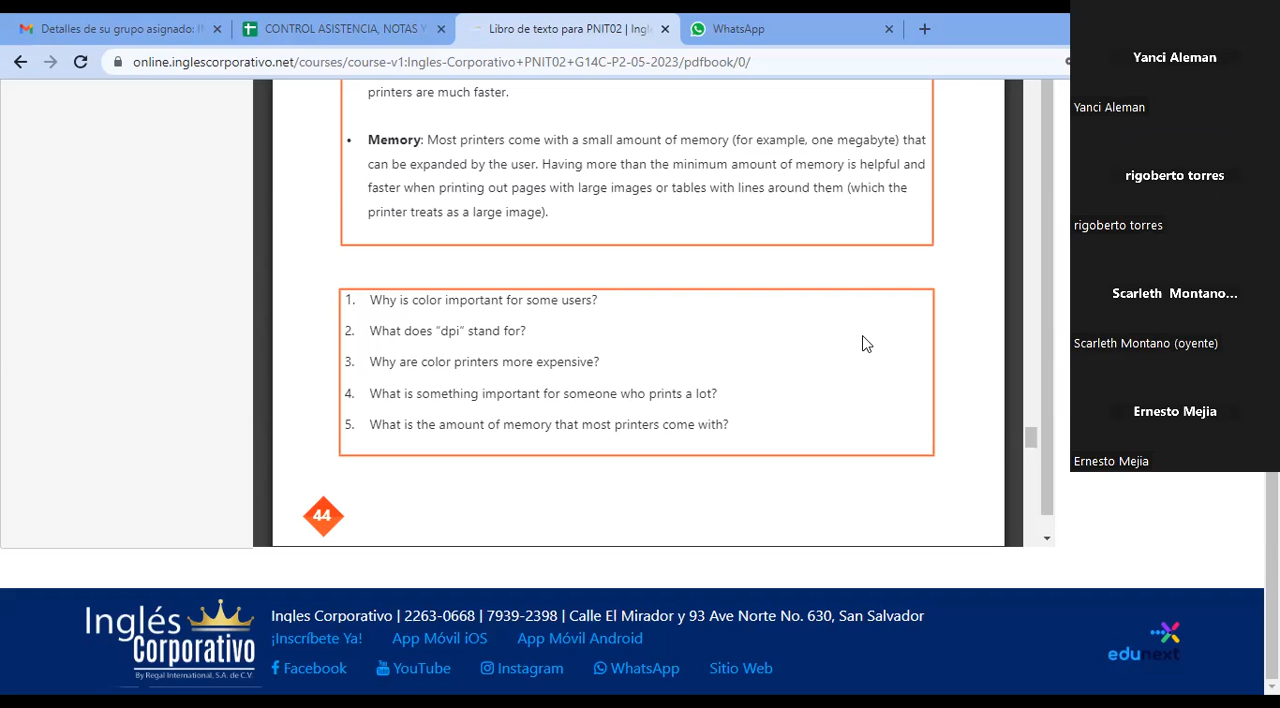 Detalles de su grupo asignado: I
CONTROL ASISTENCIA, NOTAS Y
Libro de texto para PNIT02 | Ingl
WhatsApp
online.inglescorporativo.net/courses/course-v1:Ingles-Corporativo+PNIT02+G14C-P2-05-2023/pdfbook/0/
printers are much faster.
• Memory: Most printers come with a small amount of memory (for example, one megabyte) that
can be expanded by the user. Having more than the minimum amount of memory is helpful and
faster when printing out pages with large images or tables with lines around them (which the
printer treats as a large image).
1. Why is color important for some users?
2. What does “dpi” stand for?
3. Why are color printers more expensive?
4. What is something important for someone who prints a lot?
5. What is the amount of memory that most printers come with?
44
Yanci Aleman
Yanci Aleman
rigoberto torres
rigoberto torres
Scarleth Montano...
Scarleth Montano (oyente)
Ernesto Mejia
Ernesto Mejia
Inglés
Corporativo
By Regal International, S.A. de C.V.
Ingles Corporativo | 2263-0668 | 7939-2398 | Calle El Mirador y 93 Ave Norte No. 630, San Salvador
¡Inscríbete Ya! App Móvil iOS App Móvil Android
Facebook YouTube Instagram WhatsApp Sitio Web
edunext